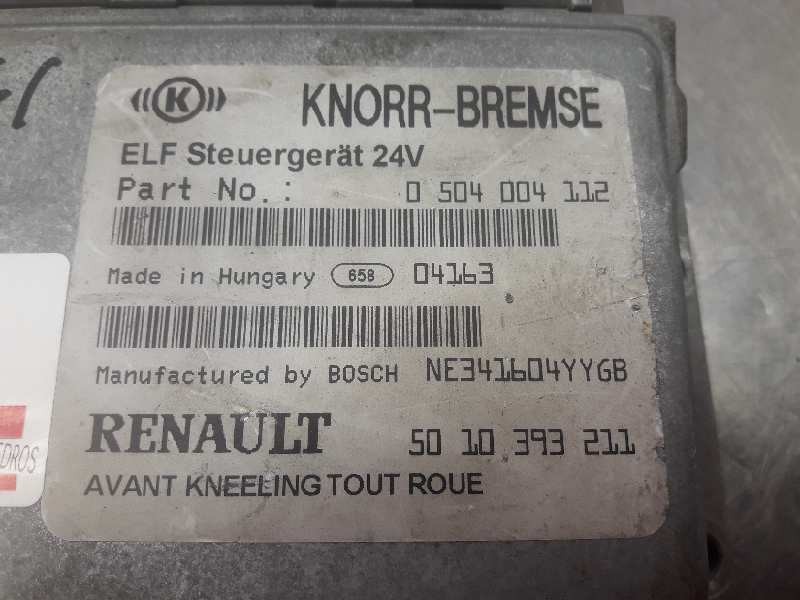 K KNORR-BREMSE
ELF Steuergerät 24V
Part No.: 0 504 004 112
Made in Hungary 658 04163
Manufactured by BOSCH NE341604YYGB
RENAULT 50 10 393 211
AVANT KNEELING TOUT ROUE
EDROS